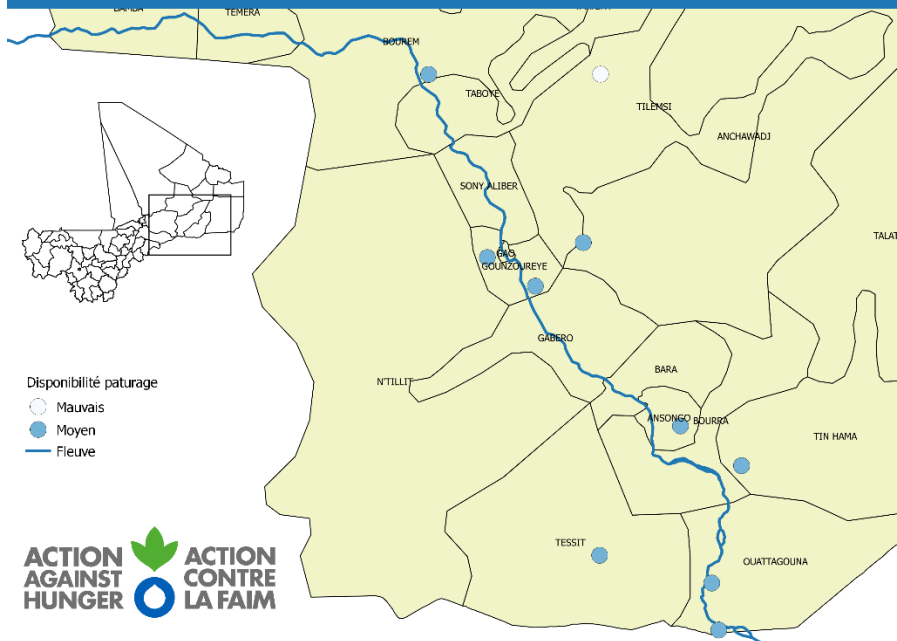 BAMBA
TEMERA
BOUREM
TABOYE
TILEMSI
ANCHAWADJ
SONY ALIBER
TALAT
GAO
GOUNZOUREYE
GABERO
BARA
N'TILLIT
ANSONGO
BOURRA
TIN HAMA
TESSIT
OUATTAGOUNA
Disponibilité paturage
Mauvais
Moyen
Fleuve
ACTION
AGAINST
HUNGER
ACTION
CONTRE
LA FAIM